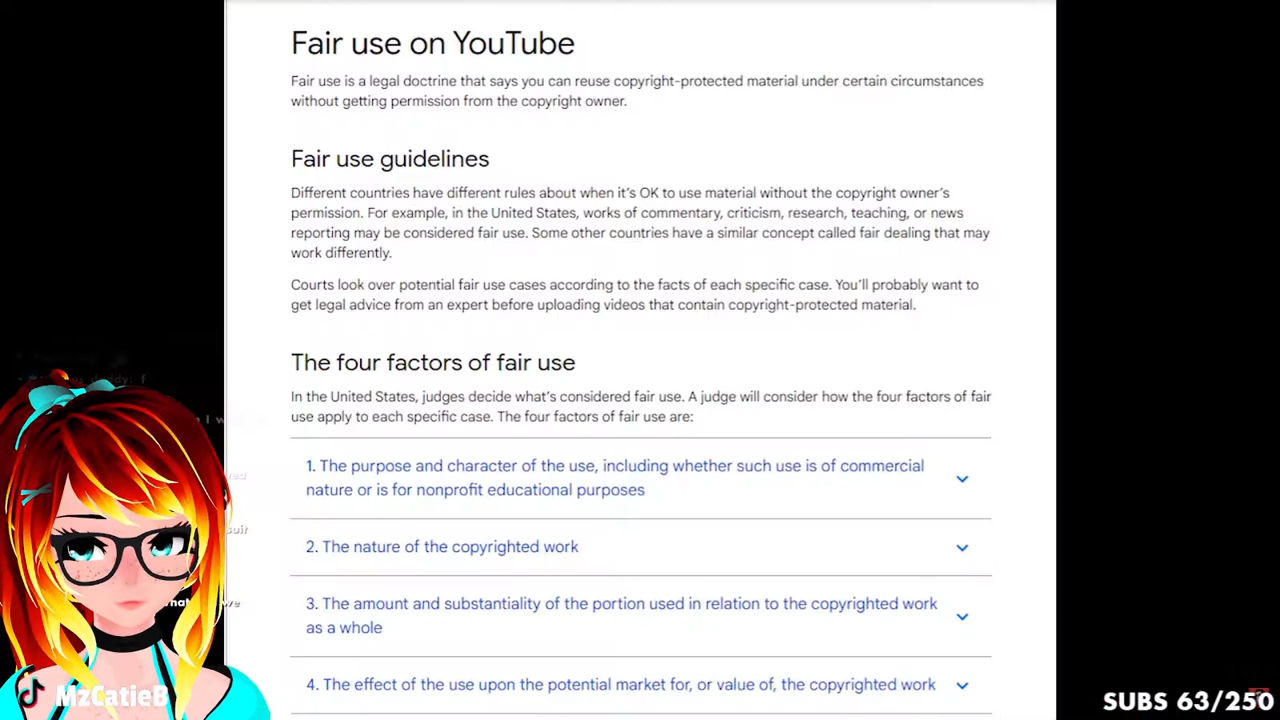 Fair use on YouTube
Fair use is a legal doctrine that says you can reuse copyright-protected material under certain circumstances
without getting permission from the copyright owner.
Fair use guidelines
Different countries have different rules about when it's OK to use material without the copyright owner's
permission. For example, in the United States, works of commentary, criticism, research, teaching, or news
reporting may be considered fair use. Some other countries have a similar concept called fair dealing that may
work differently.
Courts look over potential fair use cases according to the facts of each specific case. You'll probably want to
get legal advice from an expert before uploading videos that contain copyright-protected material.
The four factors of fair use
In the United States, judges decide what's considered fair use. A judge will consider how the four factors of fair
use apply to each specific case. The four factors of fair use are:
1. The purpose and character of the use, including whether such use is of commercial
nature or is for nonprofit educational purposes
2. The nature of the copyrighted work
3. The amount and substantiality of the portion used in relation to the copyrighted work
as a whole
4. The effect of the use upon the potential market for, or value of, the copyrighted work
MzCatieB
SUBS 63/250